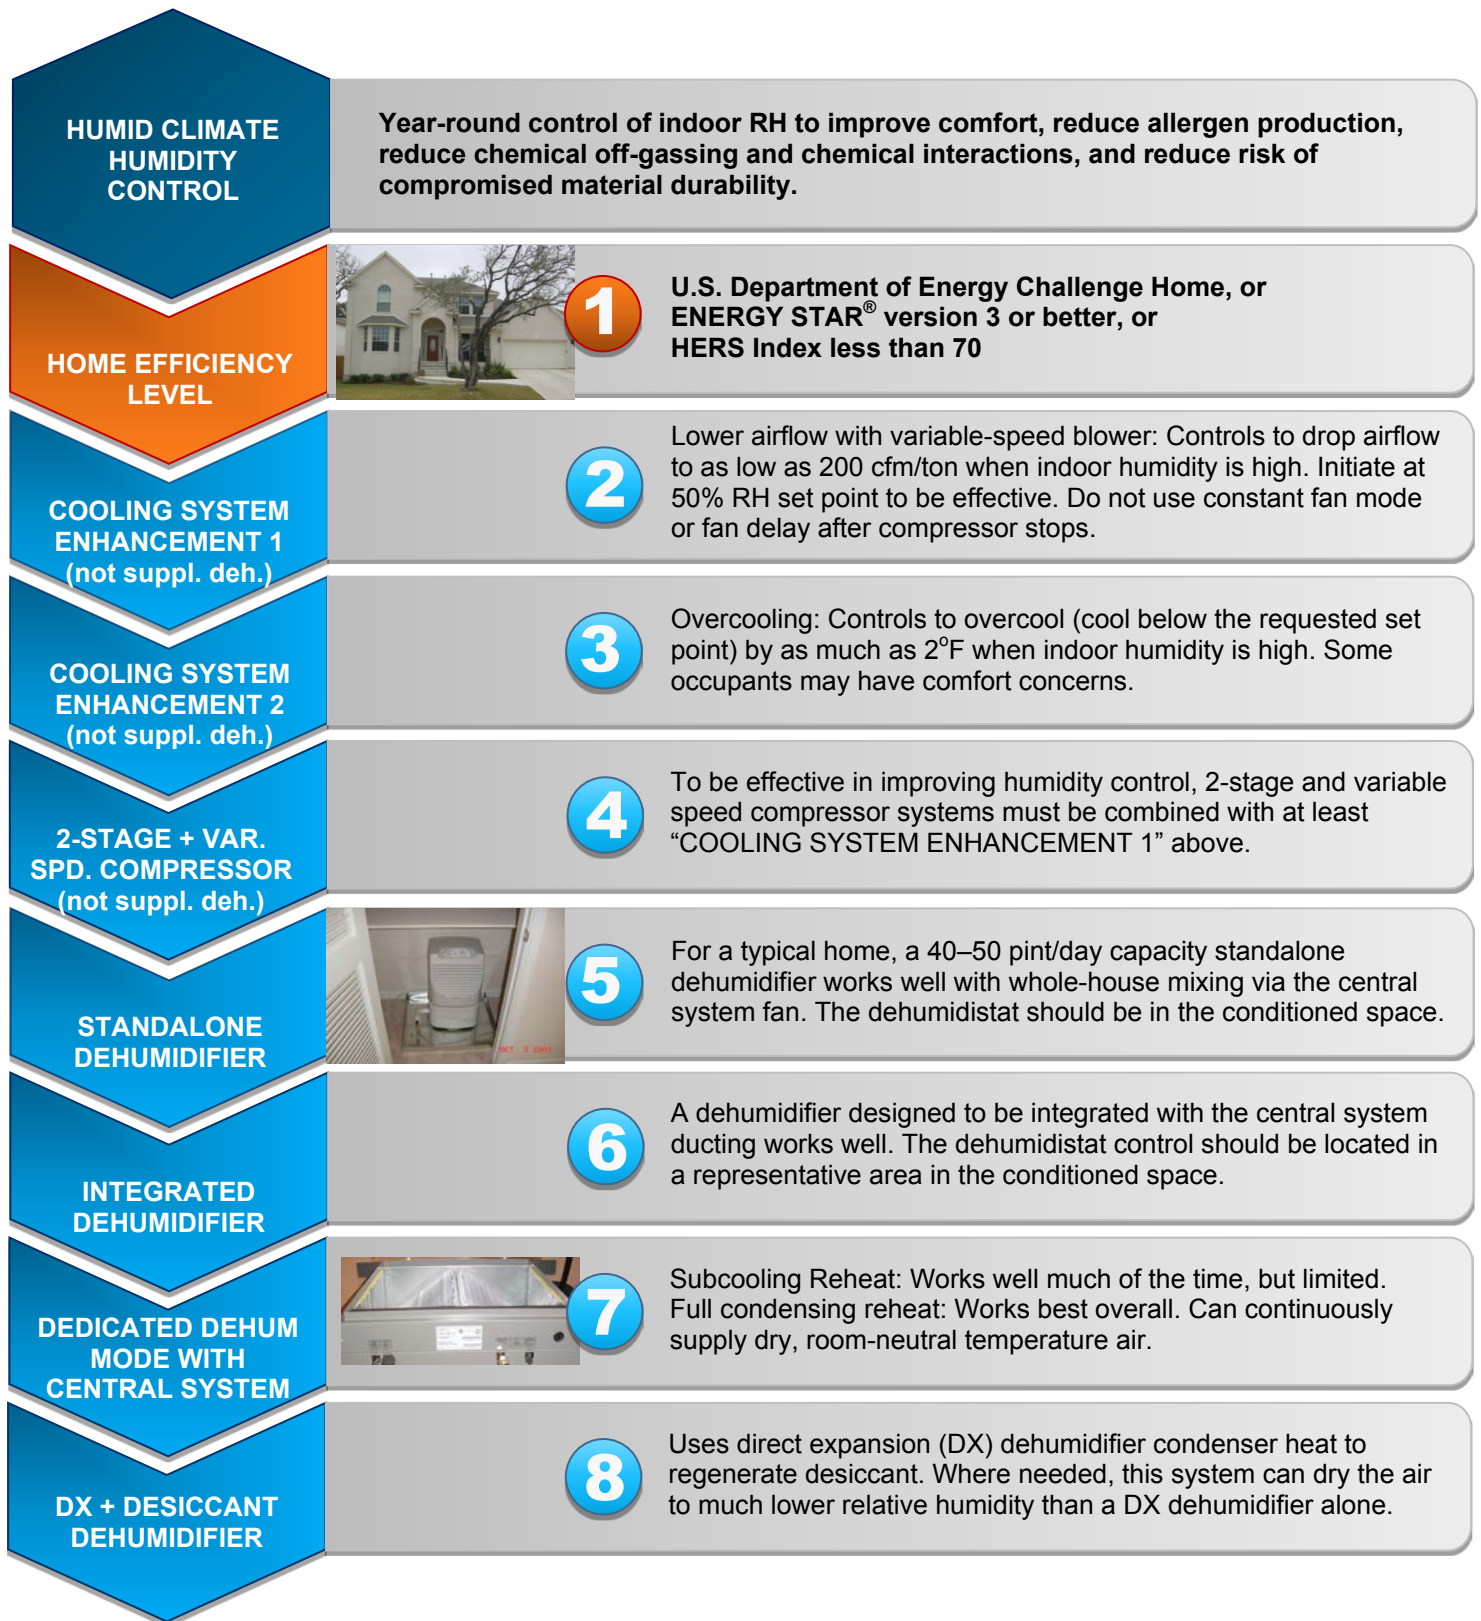 HUMID CLIMATE
HUMIDITY
CONTROL
Year-round control of indoor RH to improve comfort, reduce allergen production,
reduce chemical off-gassing and chemical interactions, and reduce risk of
compromised material durability.
HOME EFFICIENCY
LEVEL
1
U.S. Department of Energy Challenge Home, or
ENERGY STAR® version 3 or better, or
HERS Index less than 70
COOLING SYSTEM
ENHANCEMENT 1
(not suppl. deh.)
2
Lower airflow with variable-speed blower: Controls to drop airflow
to as low as 200 cfm/ton when indoor humidity is high. Initiate at
50% RH set point to be effective. Do not use constant fan mode
or fan delay after compressor stops.
COOLING SYSTEM
ENHANCEMENT 2
(not suppl. deh.)
3
Overcooling: Controls to overcool (cool below the requested set
point) by as much as 2°F when indoor humidity is high. Some
occupants may have comfort concerns.
2-STAGE + VAR.
SPD. COMPRESSOR
(not suppl. deh.)
4
To be effective in improving humidity control, 2-stage and variable
speed compressor systems must be combined with at least
“COOLING SYSTEM ENHANCEMENT 1” above.
STANDALONE
DEHUMIDIFIER
OCT. 3 2001
5
For a typical home, a 40–50 pint/day capacity standalone
dehumidifier works well with whole-house mixing via the central
system fan. The dehumidistat should be in the conditioned space.
INTEGRATED
DEHUMIDIFIER
6
A dehumidifier designed to be integrated with the central system
ducting works well. The dehumidistat control should be located in
a representative area in the conditioned space.
DEDICATED DEHUM
MODE WITH
CENTRAL SYSTEM
7
Subcooling Reheat: Works well much of the time, but limited.
Full condensing reheat: Works best overall. Can continuously
supply dry, room-neutral temperature air.
DX + DESICCANT
DEHUMIDIFIER
8
Uses direct expansion (DX) dehumidifier condenser heat to
regenerate desiccant. Where needed, this system can dry the air
to much lower relative humidity than a DX dehumidifier alone.